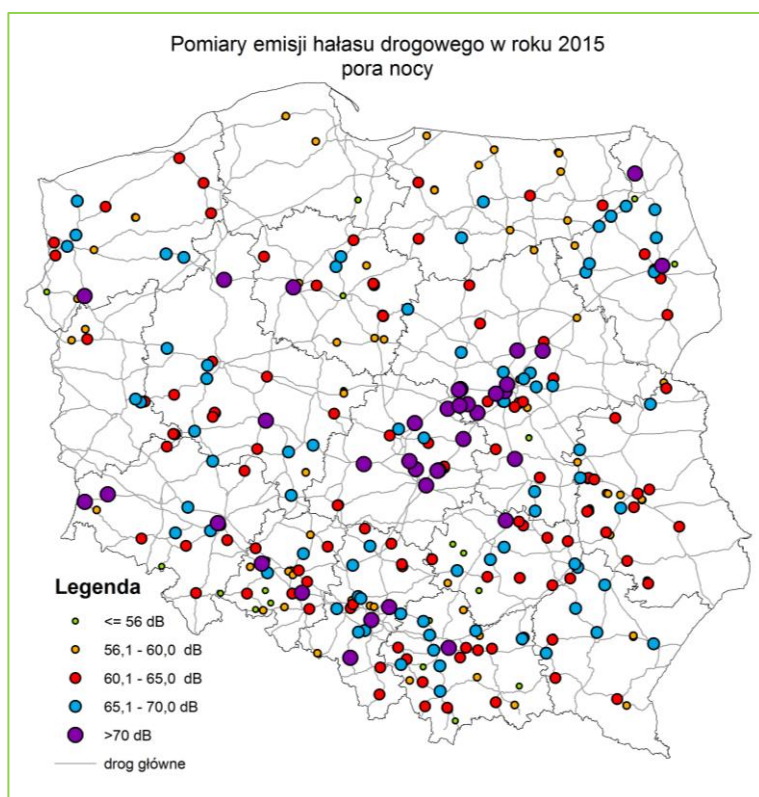 Pomiary emisji hałasu drogowego w roku 2015
pora nocy
Legenda
<= 56 dB
56,1 - 60,0 dB
60,1 - 65,0 dB
65,1 - 70,0 dB
>70 dB
drog główne